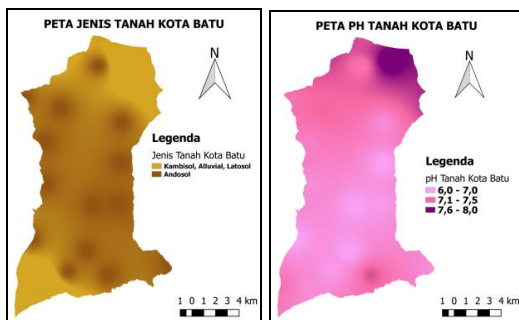 PETA JENIS TANAH KOTA BATU
N
Legenda
Jenis Tanah Kota Batu
Kambisol, Alluvial, Latosol
Andosol
1 0 1 2 3 4 km
PETA PH TANAH KOTA BATU
N
Legenda
pH Tanah Kota Batu
6,0 - 7,0
7,1 - 7,5
7,6 - 8,0
1 0 1 2 3 4 km